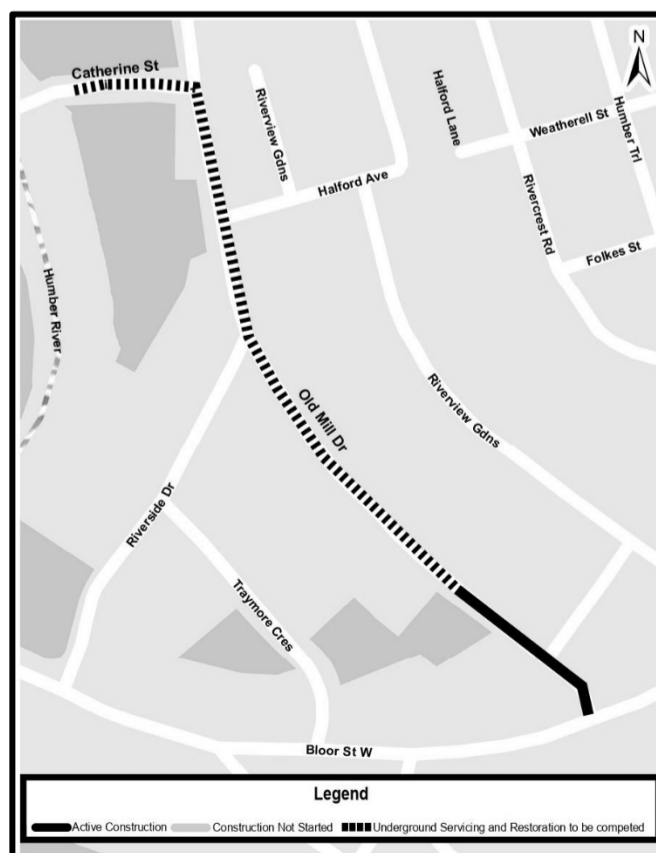 N
Catherine St
Riverview Gdns
Halford Lane
Weatherell St
Humber Trl
Halford Ave
Rivercrest Rd
Folkes St
Humber River
Old Mill Dr
Riverview Gdns
Riverside Dr
Traymore Cres
Bloor St W
Legend
Active Construction Construction Not Started Underground Servicing and Restoration to be competed